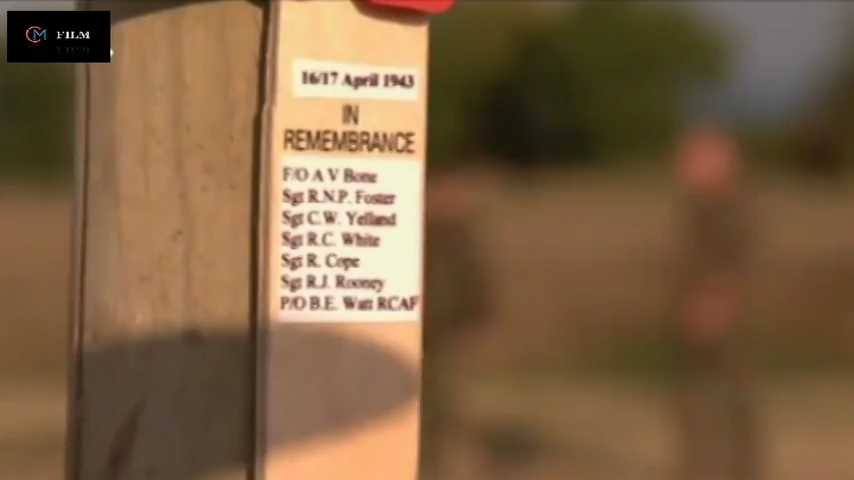 CM FILM
16/17 April 1943
IN
REMEMBRANCE
F/O A V Bone
Sgt R.N.P. Foster
Sgt C.W. Yelland
Sgt R.C. White
Sgt R. Cope
Sgt R.J. Rooney
P/O B.E. Watt RCAF